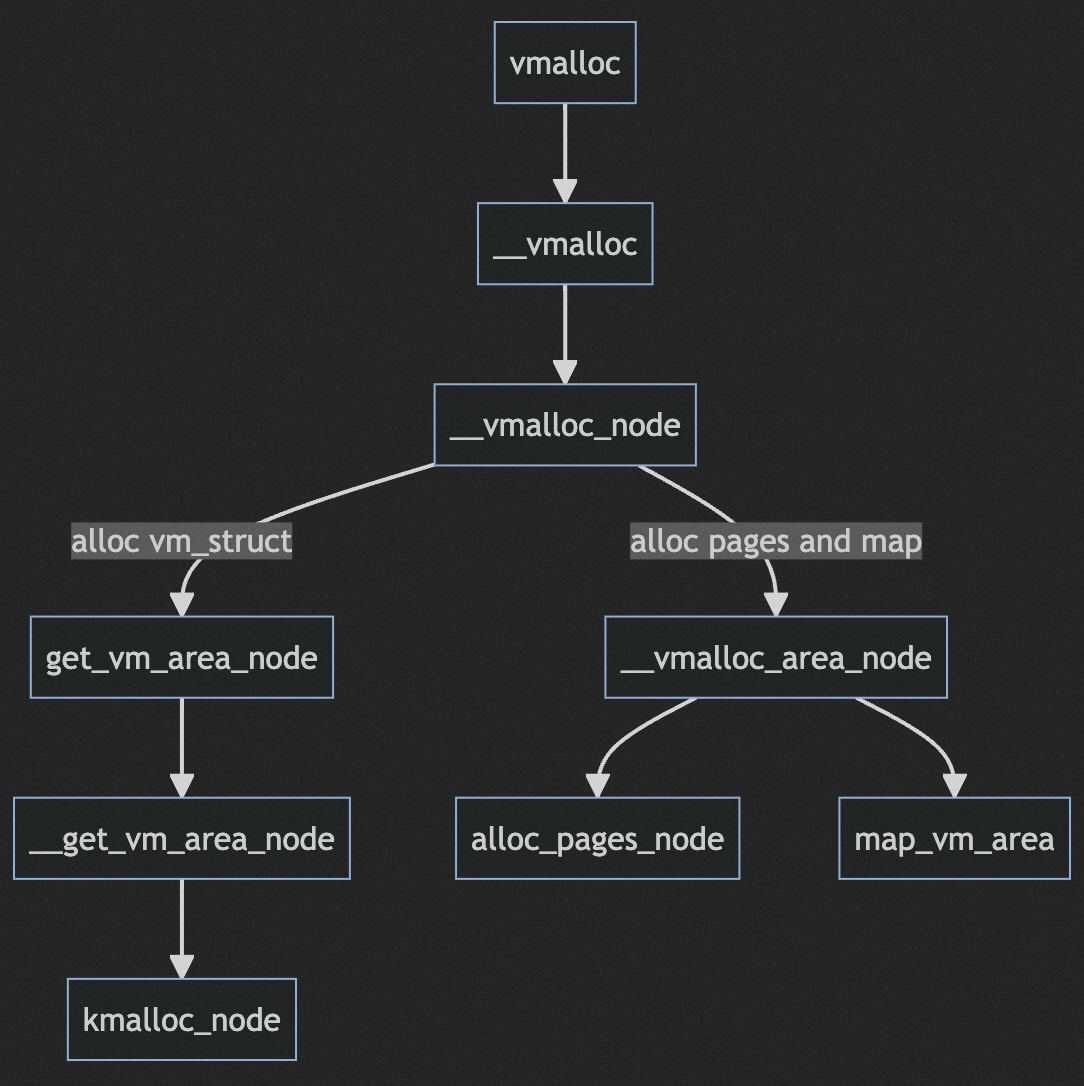 vmalloc
__vmalloc
__vmalloc_node
alloc vm_struct
alloc pages and map
get_vm_area_node
__vmalloc_area_node
__get_vm_area_node
alloc_pages_node
map_vm_area
kmalloc_node